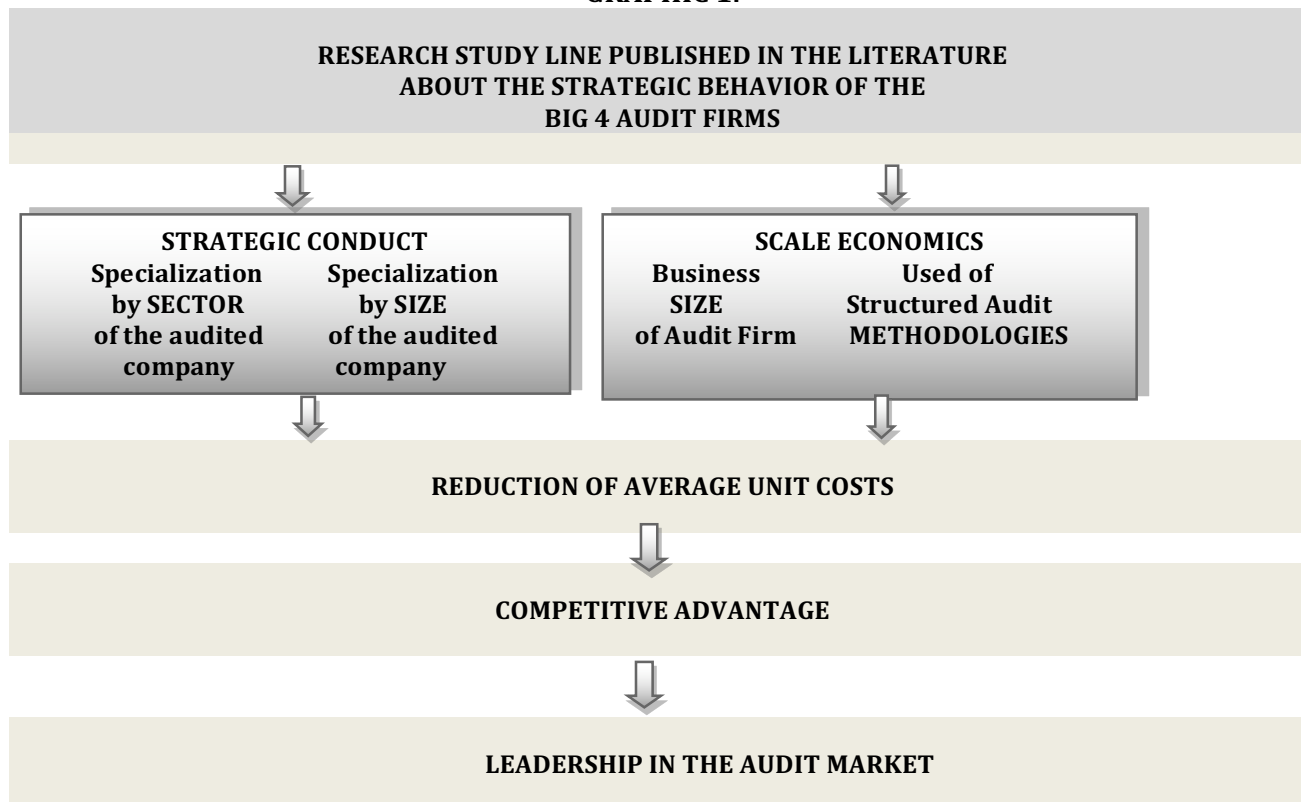 GRAPHIC 1.
RESEARCH STUDY LINE PUBLISHED IN THE LITERATURE
ABOUT THE STRATEGIC BEHAVIOR OF THE
BIG 4 AUDIT FIRMS
STRATEGIC CONDUCT
Specialization
by SECTOR
of the audited
company
Specialization
by SIZE
of the audited
company
SCALE ECONOMICS
Business
SIZE
of Audit Firm
Used of
Structured Audit
METHODOLOGIES
REDUCTION OF AVERAGE UNIT COSTS
COMPETITIVE ADVANTAGE
LEADERSHIP IN THE AUDIT MARKET